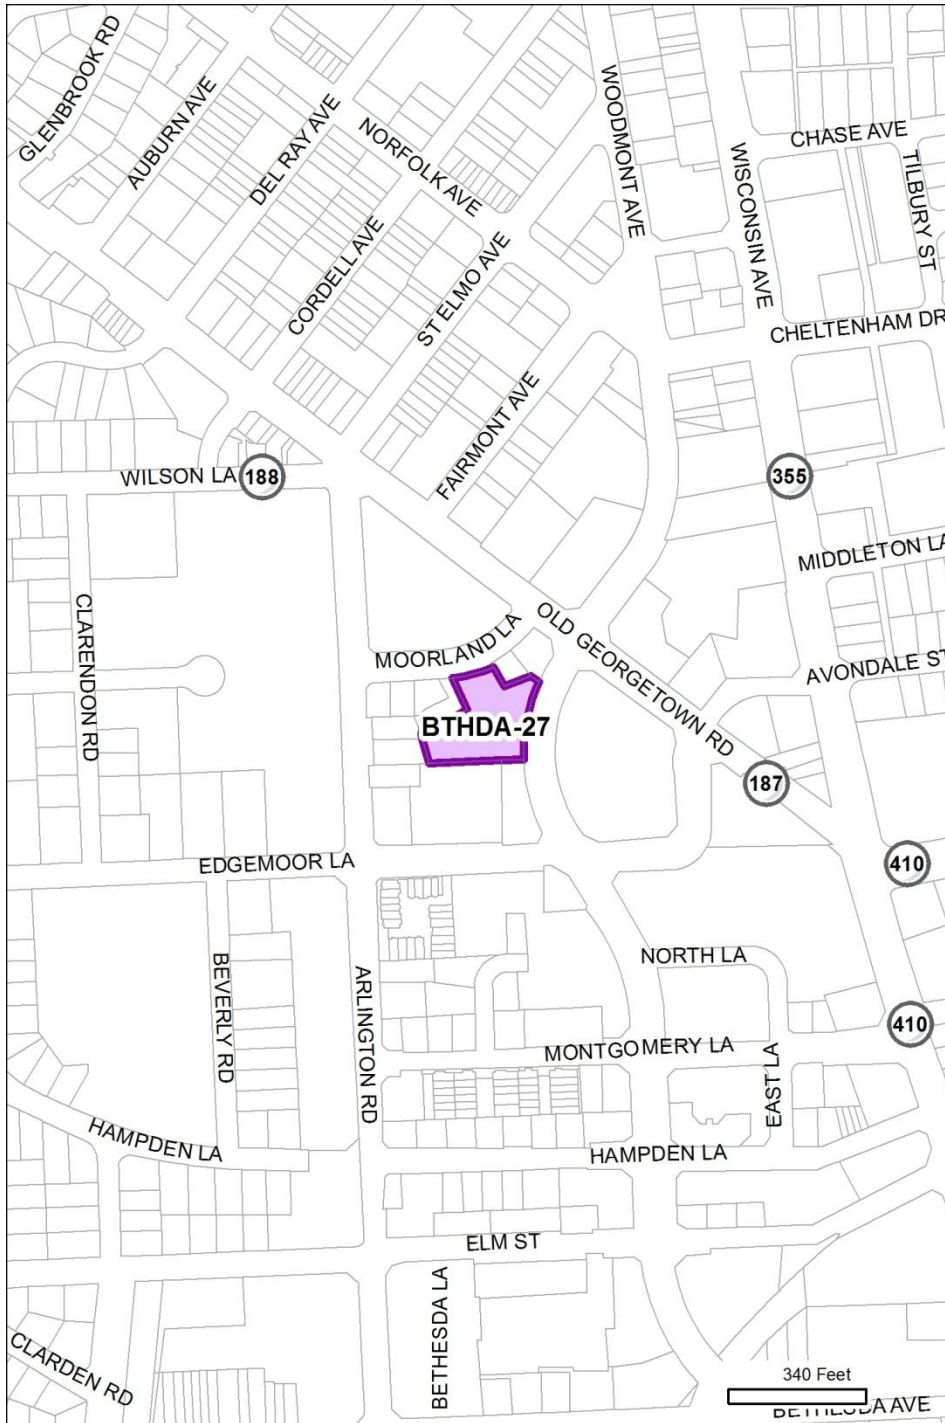 GLENBROOK RD
AUBURN AVE
DEL RAY AVE
NORFOLK AVE
WOODMONT AVE
WISCONSIN AVE
CHASE AVE
TILBURY ST
CORDELL AVE
ST ELMO AVE
CHELTENHAM DR
FAIRMONT AVE
WILSON LA
188
355
MIDDLETON LA
CLARENDON RD
MOORLAND LA
OLD GEORGETOWN RD
AVONDALE ST
BTHDA-27
187
EDGEMOOR LA
410
BEVERLY RD
ARLINGTON RD
NORTH LA
410
MONTGOMERY LA
EAST LA
HAMPDEN LA
HAMPDEN LA
ELM ST
BETHESDA LA
CLARDEN RD
340 Feet
BETHESDA AVE